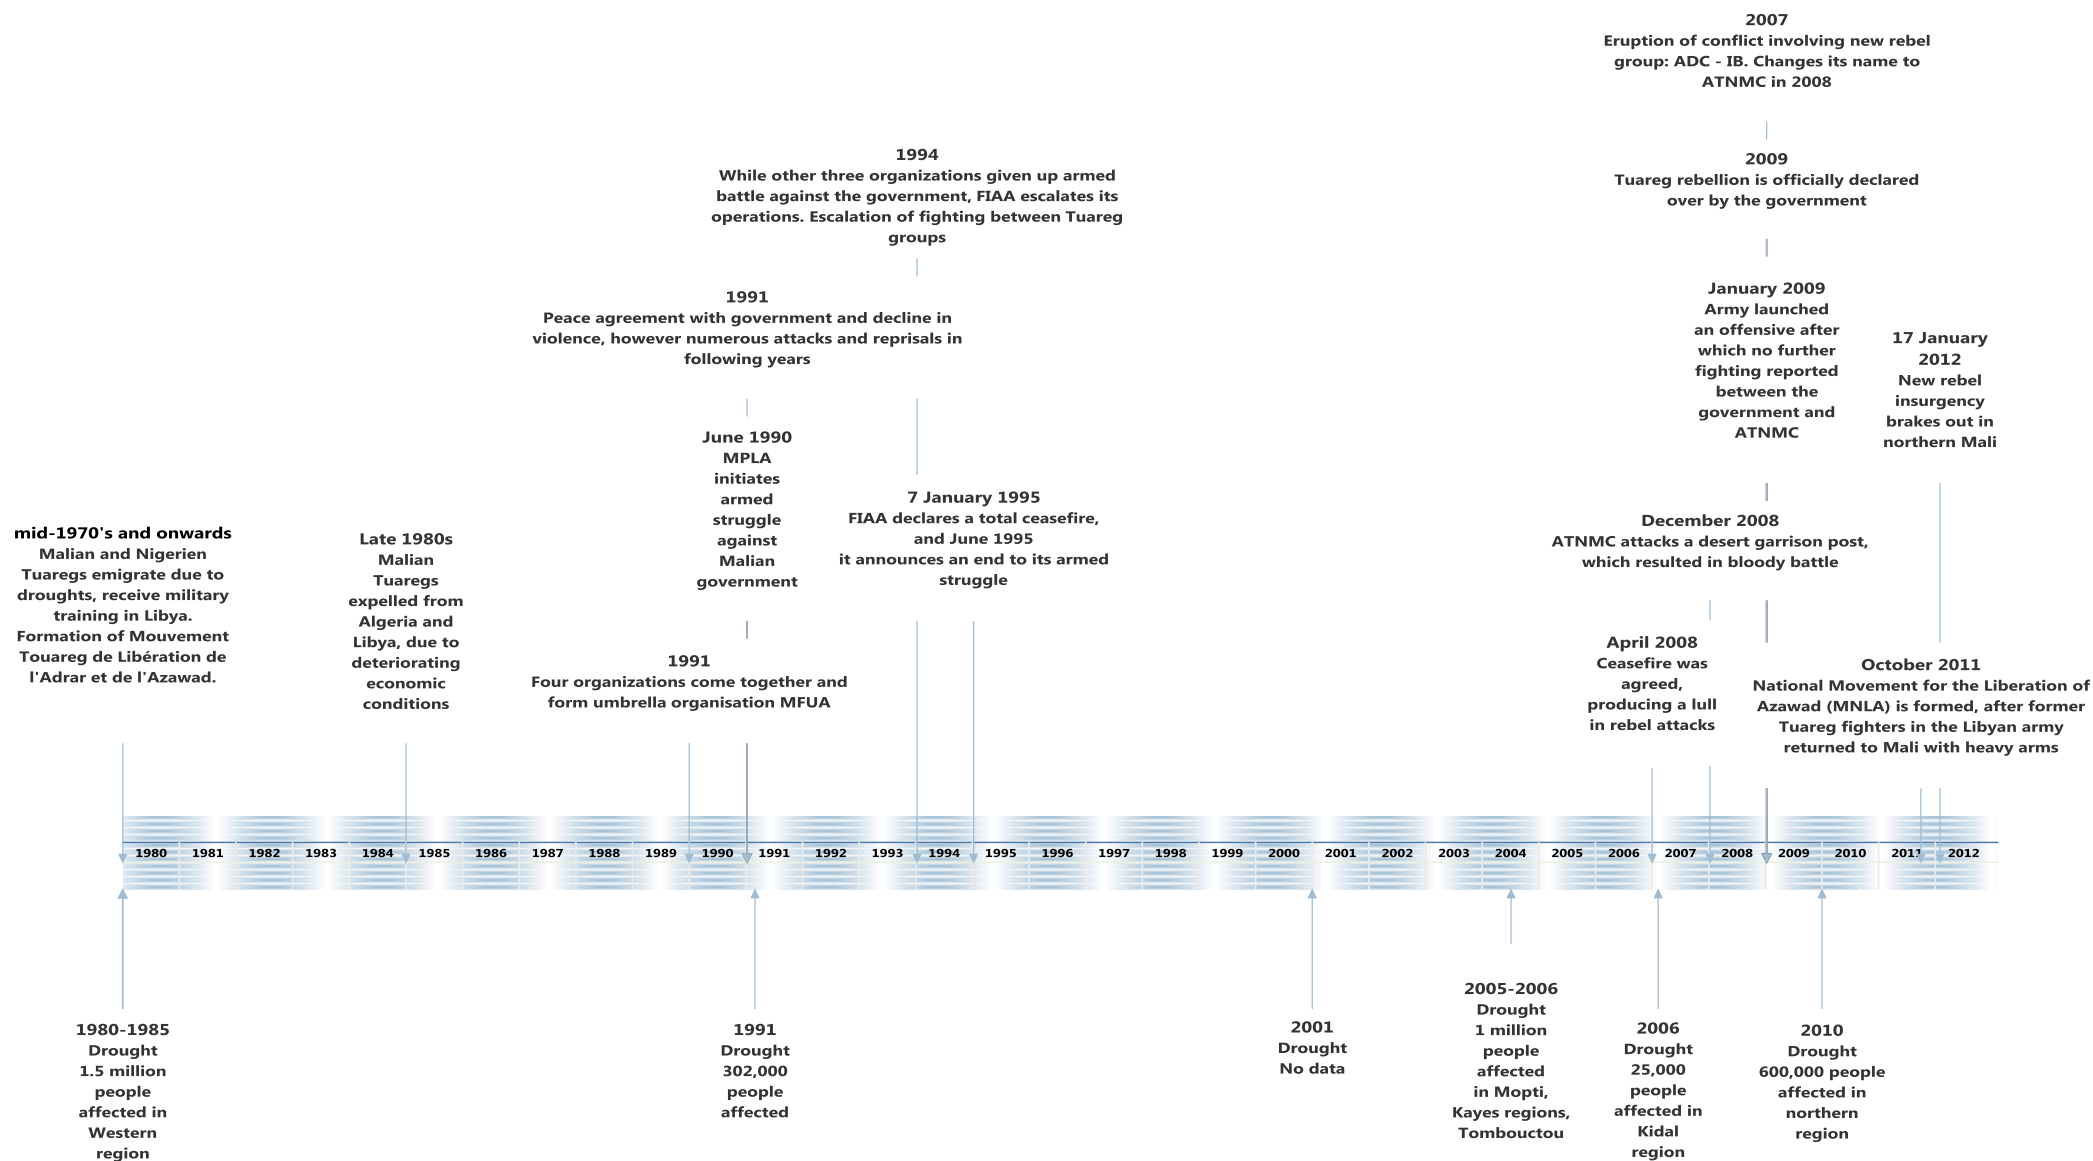 2007
Eruption of conflict involving new rebel
group: ADC - IB. Changes its name to
ATNMC in 2008
2009
Tuareg rebellion is officially declared
over by the government
1994
While other three organizations given up armed
battle against the government, FIAA escalates its
operations. Escalation of fighting between Tuareg
groups
1991
Peace agreement with government and decline in
violence, however numerous attacks and reprisals in
following years
January 2009
Army launched
an offensive after
which no further
fighting reported
between the
government and
ATNMC
17 January
2012
New rebel
insurgency
brakes out in
northern Mali
June 1990
MPLA
initiates
armed
struggle
against
Malian
government
7 January 1995
FIAA declares a total ceasefire,
and June 1995
it announces an end to its armed
struggle
December 2008
ATNMC attacks a desert garrison post,
which resulted in bloody battle
mid-1970's and onwards
Malian and Nigerien
Tuaregs emigrate due to
droughts, receive military
training in Libya.
Formation of Mouvement
Touareg de Libération de
l'Adrar et de l'Azawad.
Late 1980s
Malian
Tuaregs
expelled from
Algeria and
Libya, due to
deteriorating
economic
conditions
1991
Four organizations come together and
form umbrella organisation MFUA
April 2008
Ceasefire was
agreed,
producing a lull
in rebel attacks
October 2011
National Movement for the Liberation of
Azawad (MNLA) is formed, after former
Tuareg fighters in the Libyan army
returned to Mali with heavy arms
1980 1981 1982 1983 1984 1985 1986 1987 1988 1989 1990 1991 1992 1993 1994 1995 1996 1997 1998 1999 2000 2001 2002 2003 2004 2005 2006 2007 2008 2009 2010 2011 2012
1980-1985
Drought
1.5 million
people
affected in
Western
region
1991
Drought
302,000
people
affected
2001
Drought
No data
2005-2006
Drought
1 million
people
affected
in Mopti,
Kayes regions,
Tombouctou
2006
Drought
25,000
people
affected in
Kidal
region
2010
Drought
600,000 people
affected in
northern
region